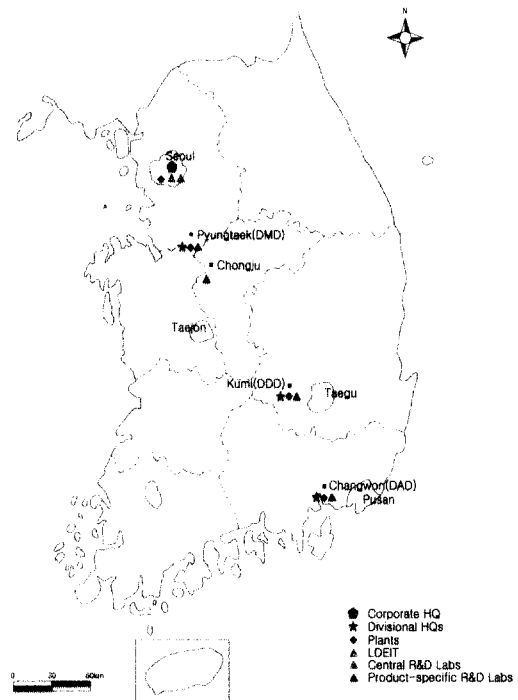 N
Seoul
Pyungtaek(DMD)
Chongju
Taejon
Kumi(DDD)
Taegu
Changwon(DAD)
Pusan
Corporate HQ
Divisional HQs
Plants
LDEIT
Central R&D Labs
Product-specific R&D Labs
0 30 60km